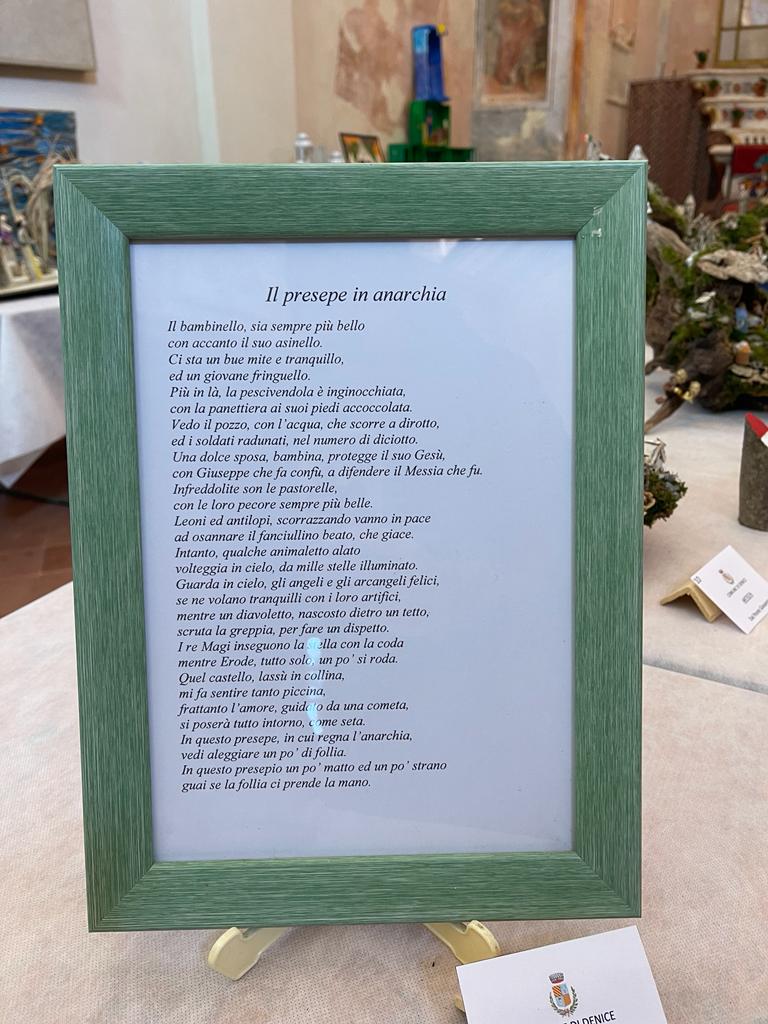 Il presepe in anarchia
Il bambinello, sia sempre più bello
con accanto il suo asinello.
Ci sta un bue mite e tranquillo,
ed un giovane fringuello.
Più in là, la pescivendola è inginocchiata,
con la panettiera ai suoi piedi accoccolata.
Vedo il pozzo, con l'acqua, che scorre a dirotto,
ed i soldati radunati, nel numero di diciotto.
Una dolce sposa, bambina, protegge il suo Gesù,
con Giuseppe che fa confù, a difendere il Messia che fu.
Infreddolite son le pastorelle,
con le loro pecore sempre più belle.
Leoni ed antilopi, scorrazzando vanno in pace
ad osannare il fanciullino beato, che giace.
Intanto, qualche animaletto alato
volteggia in cielo, da mille stelle illuminato.
Guarda in cielo, gli angeli e gli arcangeli felici,
se ne volano tranquilli con i loro artifici,
mentre un diavoletto, nascosto dietro un tetto,
scruta la greppia, per fare un dispetto.
I re Magi inseguono la stella con la coda
mentre Erode, tutto solo, un po' si roda.
Quel castello, lassù in collina,
mi fa sentire tanto piccina,
frattanto l'amore, guidato da una cometa,
si poserà tutto intorno, come seta.
In questo presepe, in cui regna l'anarchia,
vedi aleggiare un po' di follia.
In questo presepio un po' matto ed un po' strano
guai se la follia ci prende la mano.
COMUNE DI DENICE
DI DENICE